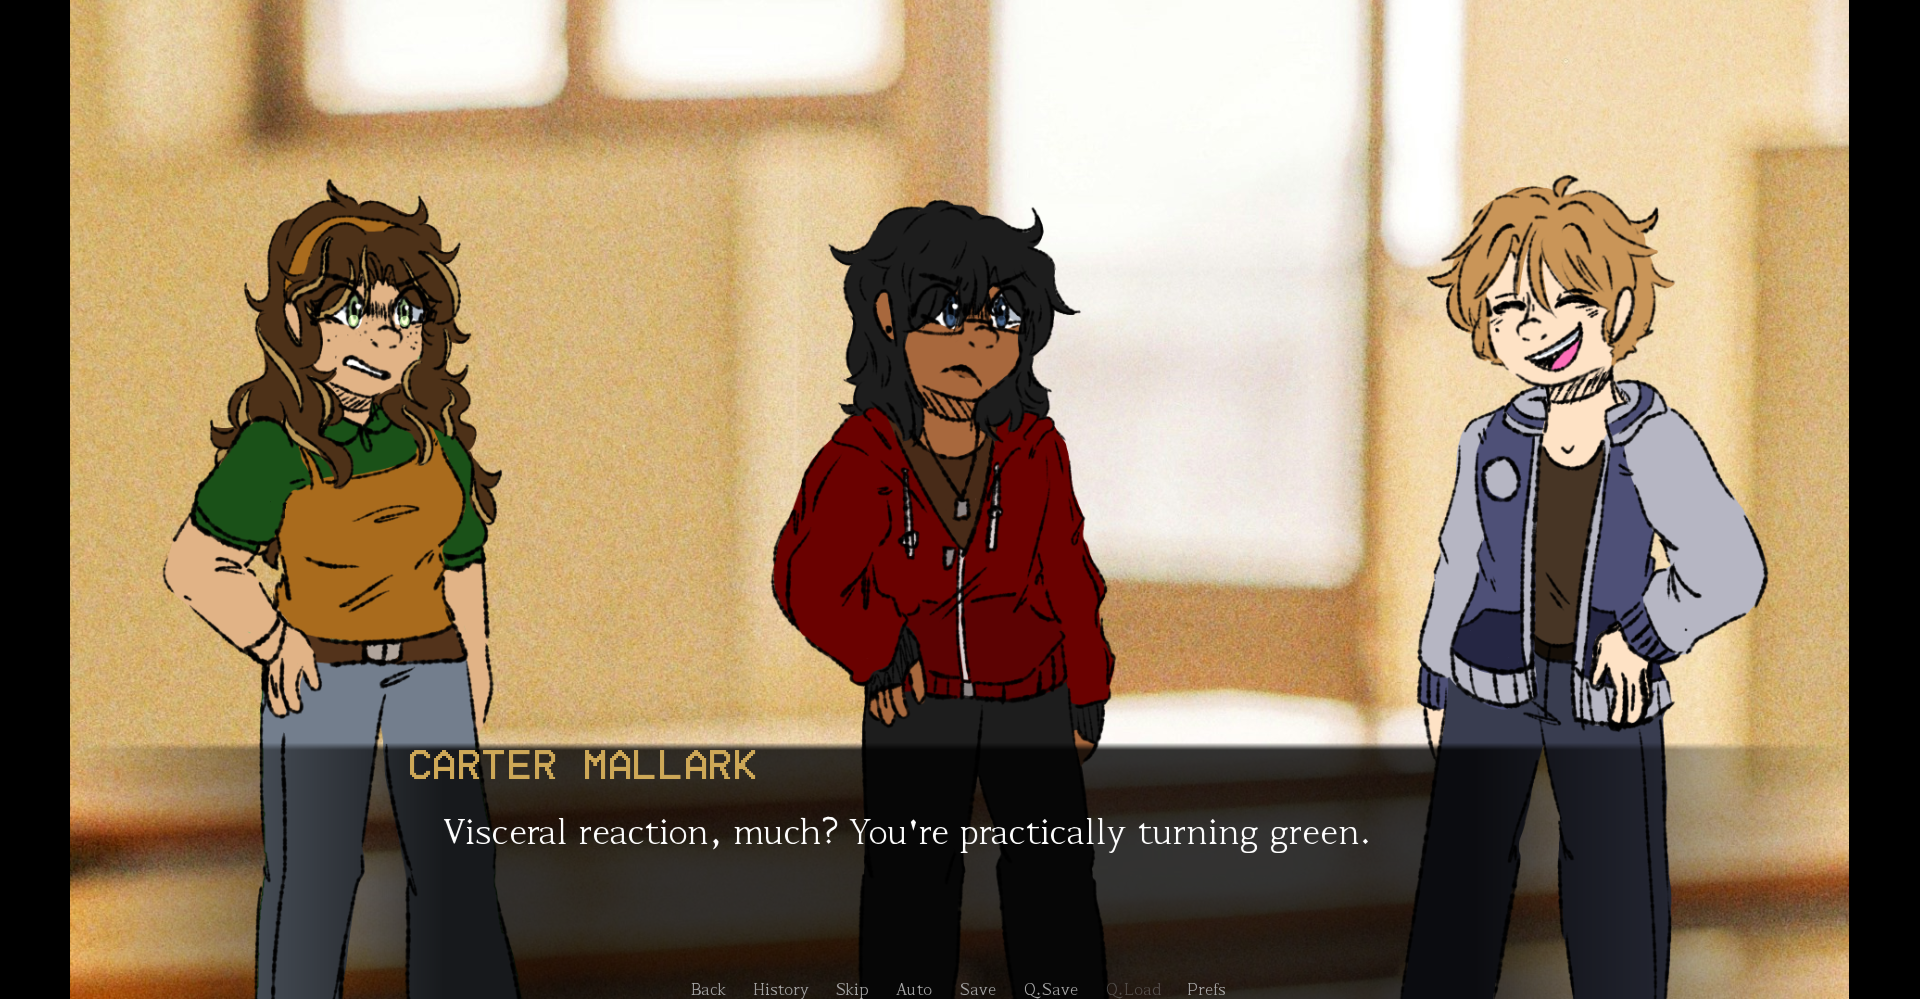 CARTER MALLARK
Visceral reaction, much? You're practically turning green.
Back History Skip Auto Save Q.Save Q.Load Prefs